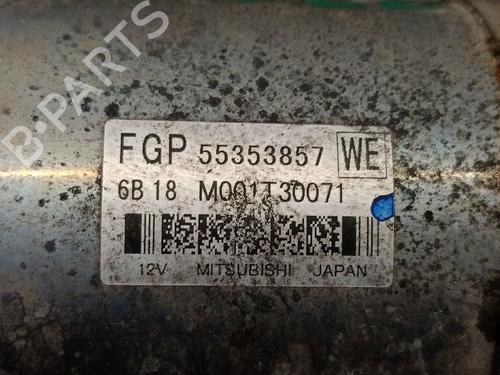 B-PARTS
FGP 55353857 WE
6B 18 M001T30071
12V MITSUBISHI JAPAN